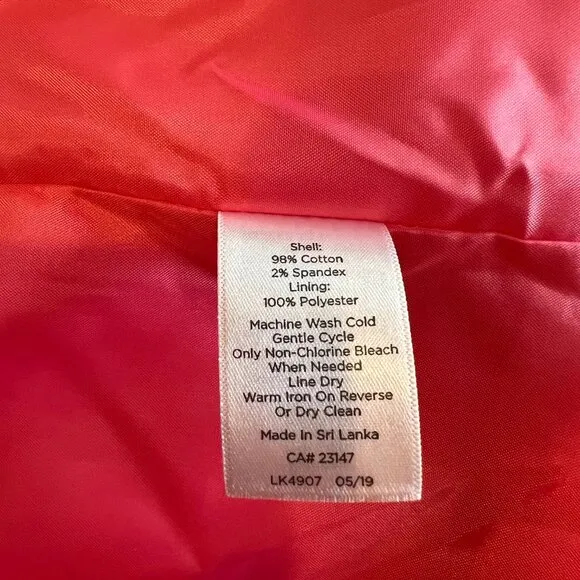 Shell:
98% Cotton
2% Spandex
Lining:
100% Polyester
Machine Wash Cold
Gentle Cycle
Only Non-Chlorine Bleach
When Needed
Line Dry
Warm Iron On Reverse
Or Dry Clean
Made In Sri Lanka
CA# 23147
LK4907 05/19